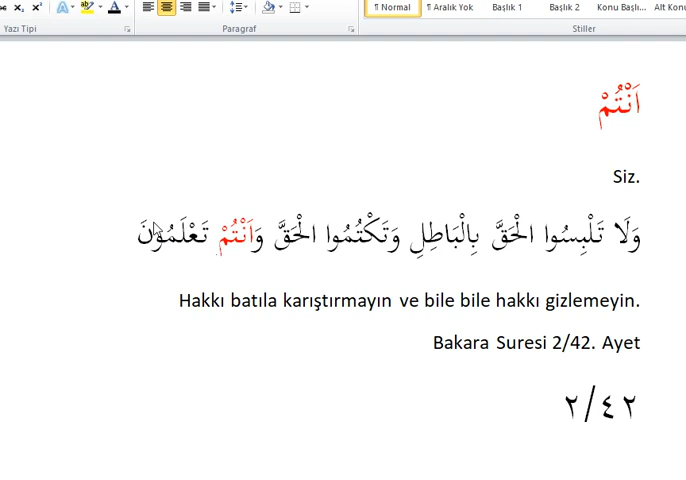 ¶ Normal ¶ Aralık Yok Başlık 1 Başlık 2 Konu Başlı... Alt Konu
Yazı Tipi Paragraf Stiller
اَنْتُمْ
Siz.
وَلَا تَلْبِسُوا الْحَقَّ بِالْبَاطِلِ وَتَكْتُمُوا الْحَقَّ وَاَنْتُمْ تَعْلَمُوْنَ
Hakkı batıla karıştırmayın ve bile bile hakkı gizlemeyin.
Bakara Suresi 2/42. Ayet
٢/٤٢